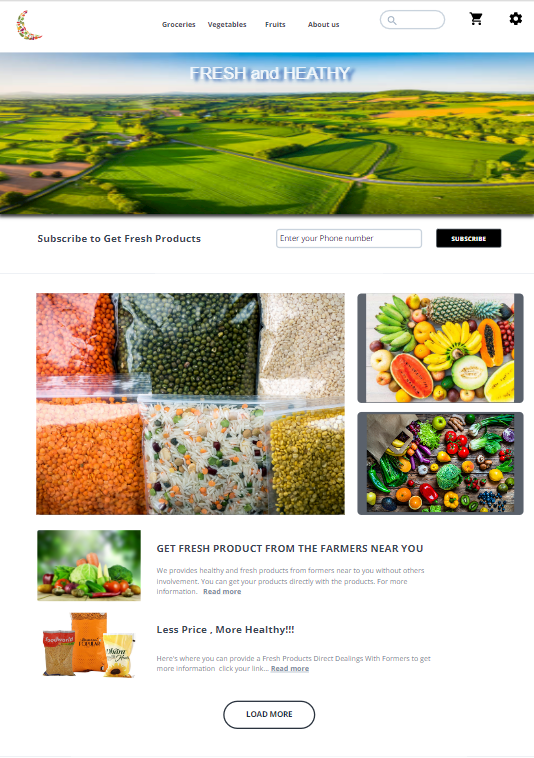 Groceries Vegetables Fruits About us
FRESH and HEATHY
Subscribe to Get Fresh Products
Enter your Phone number
SUBSCRIBE
GET FRESH PRODUCT FROM THE FARMERS NEAR YOU
We provides healthy and fresh products from formers near to you without others
involvement. You can get your products directly with the products. For more
information. Read more
Less Price , More Healthy!!!
Here's where you can provide a Fresh Products Direct Dealings With Formers to get
more information click your link... Read more
LOAD MORE